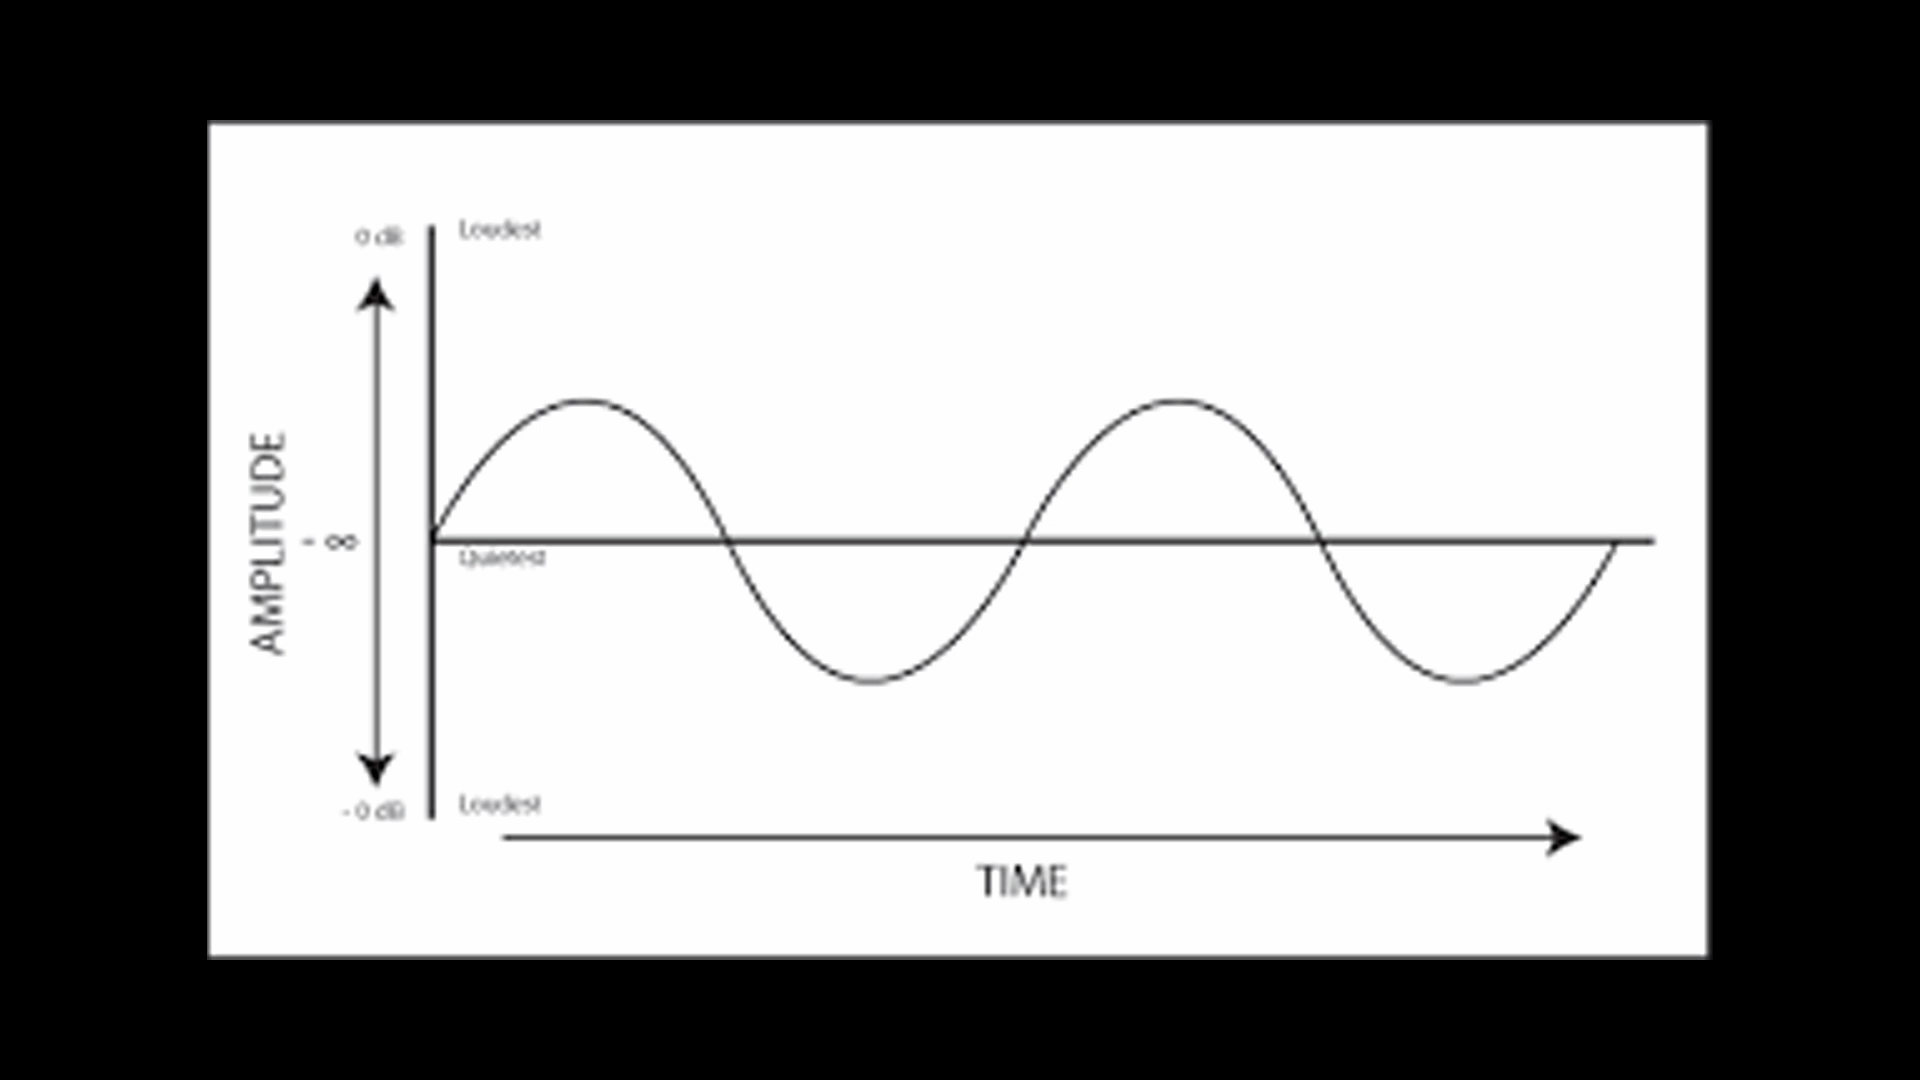 0 dB
Loudest
AMPLITUDE
- ∞
Quietest
- 0 dB
Loudest
TIME